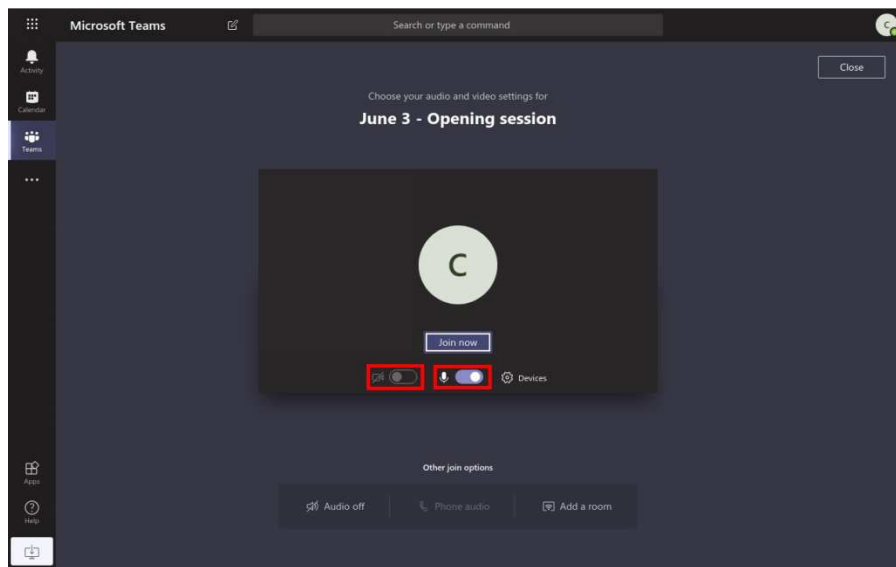 Microsoft Teams
Search or type a command
C
Activity
Calendar
Teams
Close
Choose your audio and video settings for
June 3 - Opening session
C
Join now
Devices
Other join options
Audio off
Phone audio
Add a room
Apps
Help